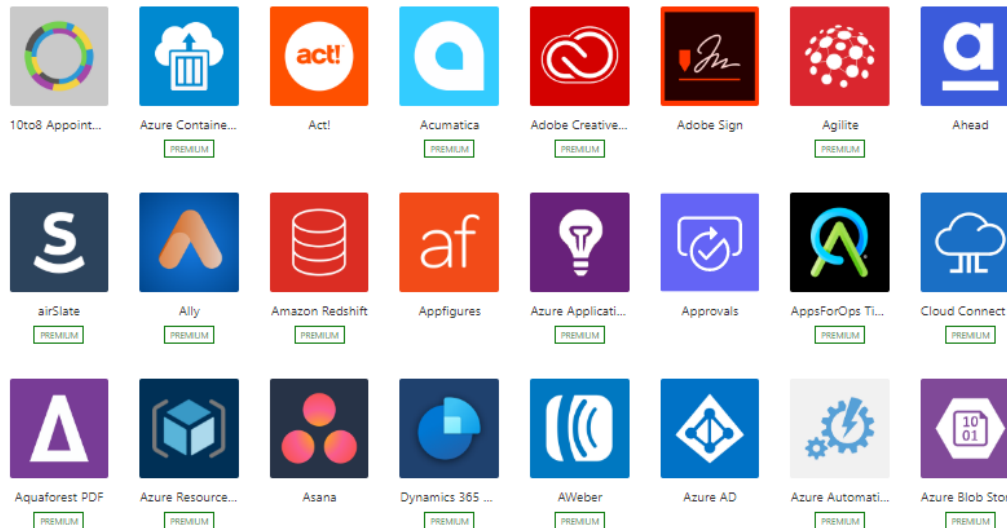 act!
a
10to8 Appoint...
Azure Containe...
Act!
Acumatica
Adobe Creative...
Adobe Sign
Agilite
Ahead
PREMIUM
PREMIUM
PREMIUM
PREMIUM
S
af
airSlate
Ally
Amazon Redshift
Appfigures
Azure Applicati...
Approvals
AppsForOps Ti...
Cloud Connect
PREMIUM
PREMIUM
PREMIUM
PREMIUM
PREMIUM
PREMIUM
10
01
Aquaforest PDF
Azure Resource...
Asana
Dynamics 365 ...
AWeber
Azure AD
Azure Automati...
Azure Blob Stor
PREMIUM
PREMIUM
PREMIUM
PREMIUM
PREMIUM
PREMIUM